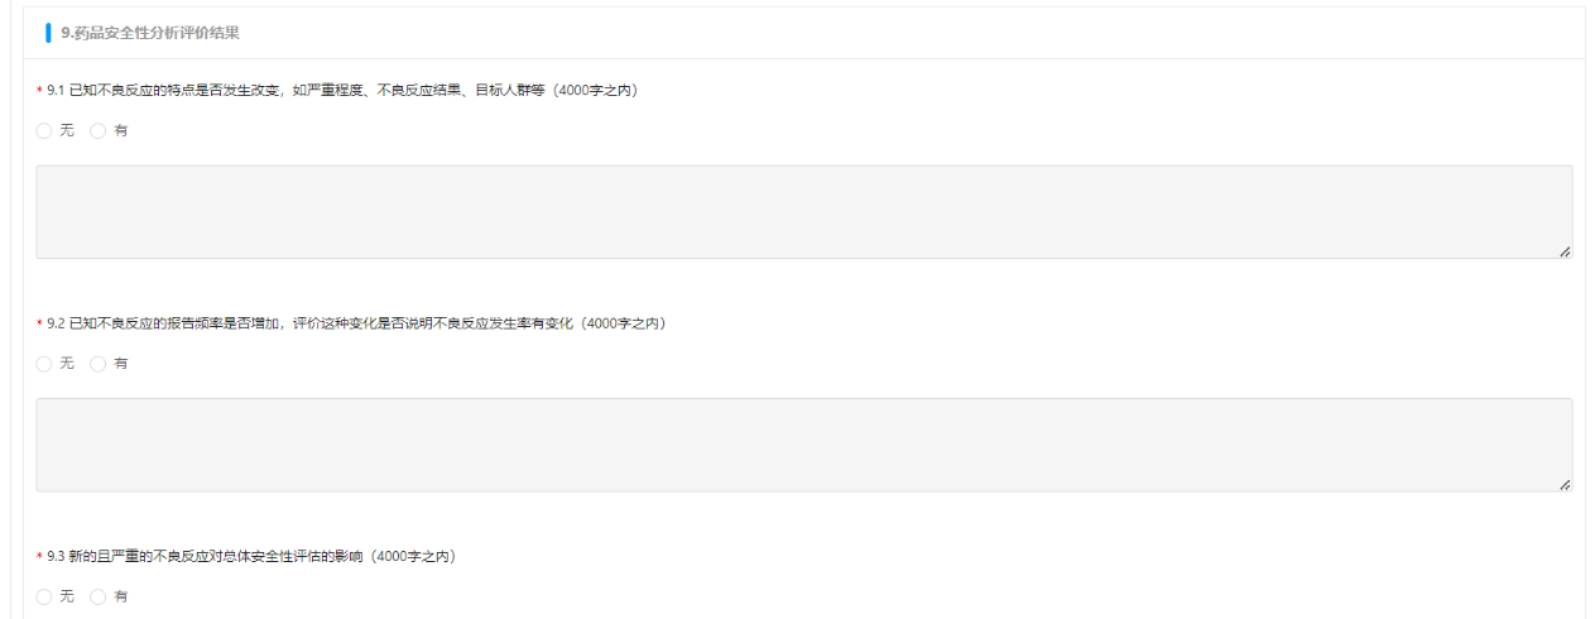 9.药品安全性分析评价结果
* 9.1 已知不良反应的特点是否发生改变，如严重程度、不良反应结果、目标人群等（4000字之内）
无 有
* 9.2 已知不良反应的报告频率是否增加，评价这种变化是否说明不良反应发生率有变化（4000字之内）
无 有
* 9.3 新的且严重的不良反应对总体安全性评估的影响（4000字之内）
无 有